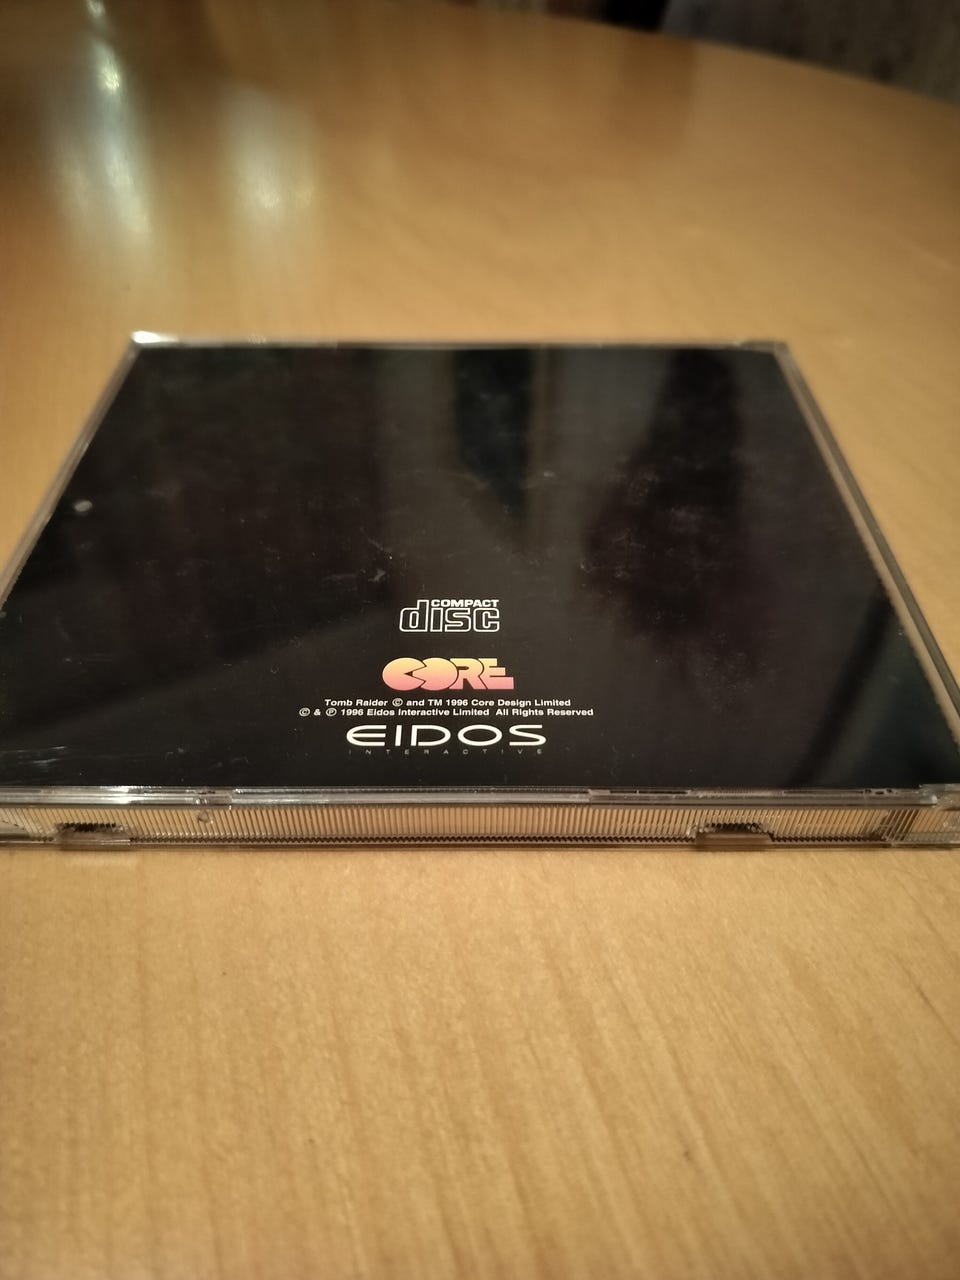 COMPACT
disc
CORE
Tomb Raider © and TM 1996 Core Design Limited
© & ℗ 1996 Eidos Interactive Limited All Rights Reserved
EIDOS
INTERACTIVE